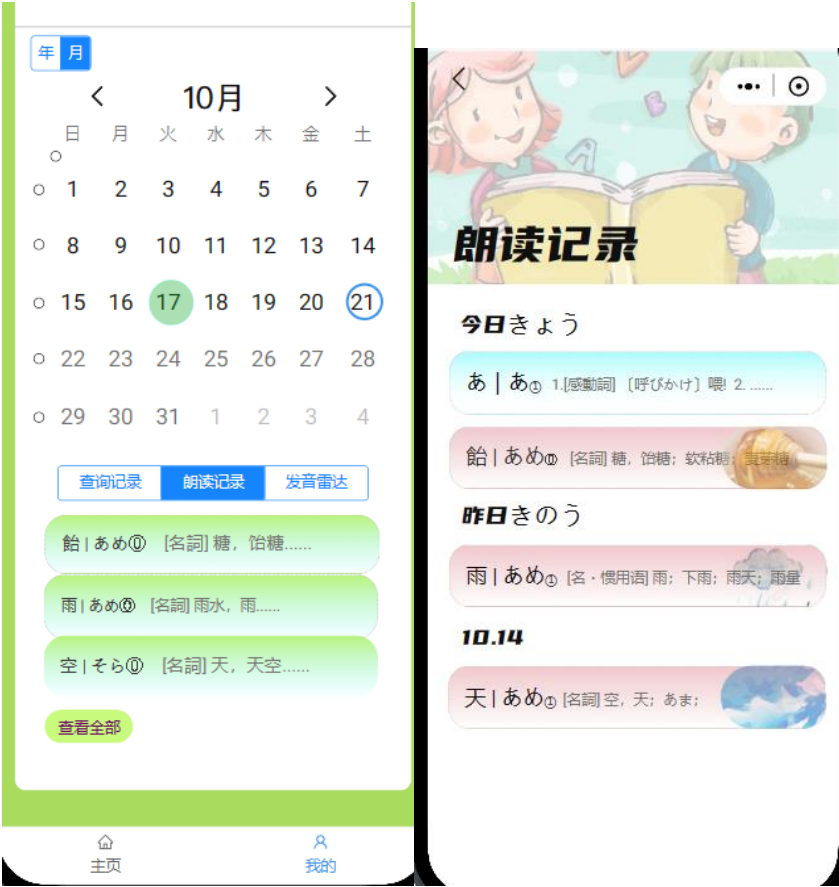 年 月
10月
日 月 火 水 木 金 土
1 2 3 4 5 6 7
8 9 10 11 12 13 14
15 16 17 18 19 20 21
22 23 24 25 26 27 28
29 30 31 1 2 3 4
查询记录 朗读记录 发音雷达
飴 | あめ⓪ [名詞] 糖，饴糖......
雨 | あめ⓪ [名詞] 雨水，雨......
空 | そら⓪ [名詞] 天，天空......
查看全部
主页 我的
朗读记录
今日きょう
あ | あ① 1.[感動詞] （呼びかけ）喂! 2. ......
飴 | あめ⓪ [名詞] 糖，饴糖；软粘糖；麦芽糖
昨日きのう
雨 | あめ① [名・惯用语] 雨；下雨；雨天；雨量
10.14
天 | あめ① [名詞] 空，天；あま；